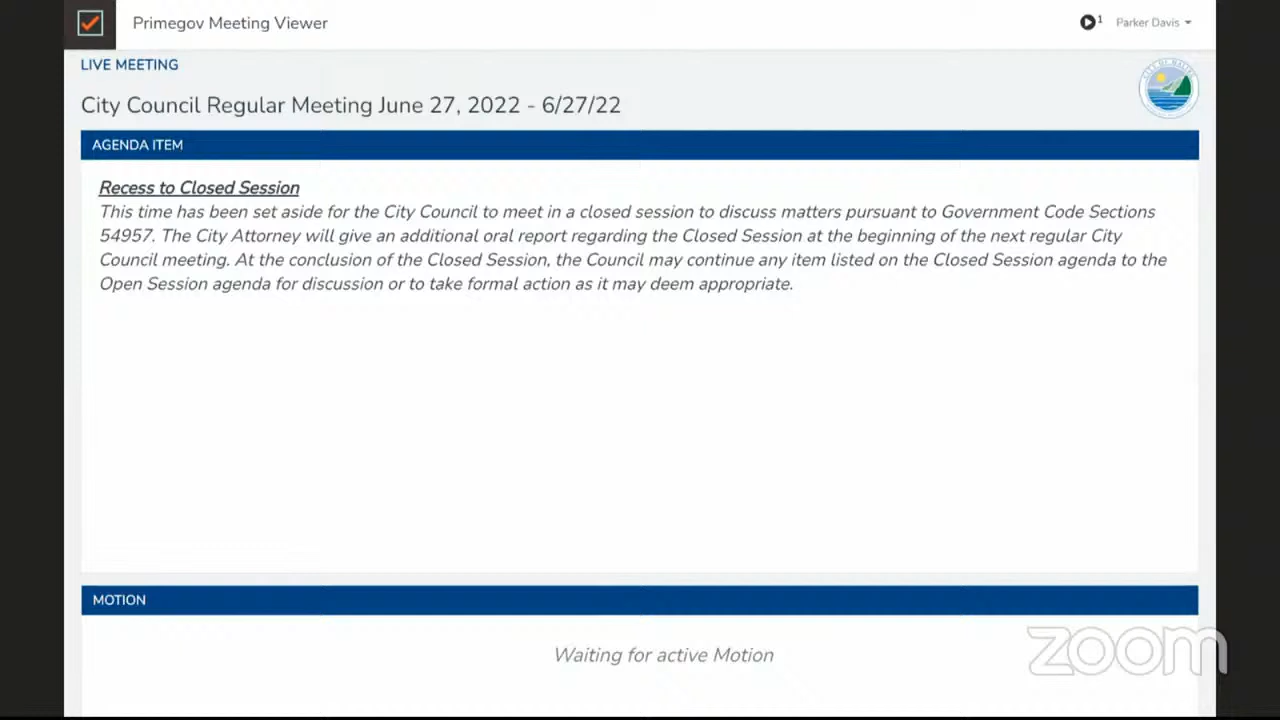 Primegov Meeting Viewer
1
Parker Davis
LIVE MEETING
City Council Regular Meeting June 27, 2022 - 6/27/22
AGENDA ITEM
Recess to Closed Session
This time has been set aside for the City Council to meet in a closed session to discuss matters pursuant to Government Code Sections
54957. The City Attorney will give an additional oral report regarding the Closed Session at the beginning of the next regular City
Council meeting. At the conclusion of the Closed Session, the Council may continue any item listed on the Closed Session agenda to the
Open Session agenda for discussion or to take formal action as it may deem appropriate.
MOTION
Waiting for active Motion
zoom